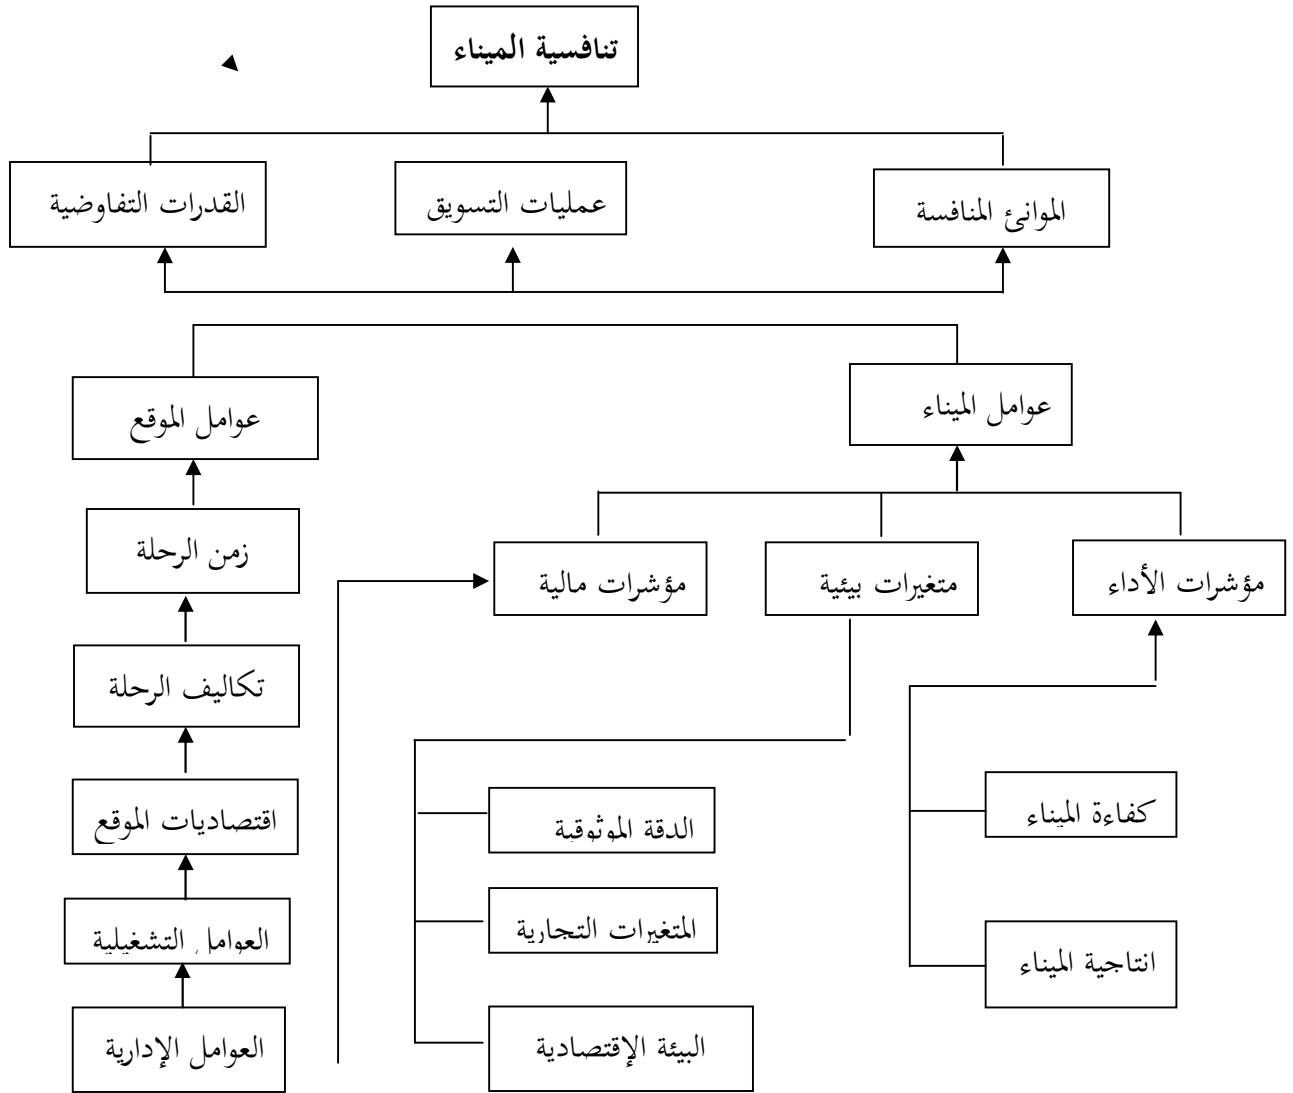 تنافسية الميناء
الموانئ المنافسة
عمليات التسويق
القدرات التفاوضية
عوامل الميناء
عوامل الموقع
مؤشرات الأداء
متغيرات بيئية
مؤشرات مالية
زمن الرحلة
تكاليف الرحلة
كفاءة الميناء
الدقة الموثوقية
اقتصاديات الموقع
انتاجية الميناء
المتغيرات التجارية
العوامل التشغيلية
البيئة الإقتصادية
العوامل الإدارية